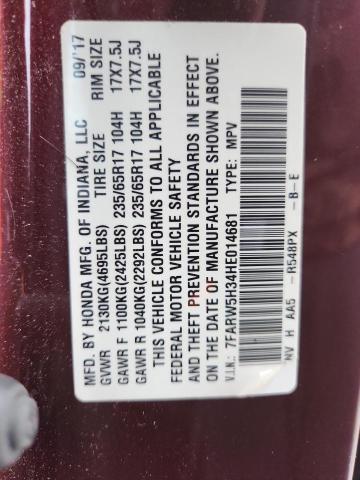 MFD. BY HONDA MFG. OF INDIANA, LLC 09/'17
GVWR 2130KG(4695LBS) TIRE SIZE RIM SIZE
GAWR F 1100KG(2425LBS) 235/65R17 104H 17X7.5J
GAWR R 1040KG(2292LBS) 235/65R17 104H 17X7.5J
THIS VEHICLE CONFORMS TO ALL APPLICABLE
FEDERAL MOTOR VEHICLE SAFETY
AND THEFT PREVENTION STANDARDS IN EFFECT
ON THE DATE OF MANUFACTURE SHOWN ABOVE.
V.I.N.: 7FARW5H34HE014681 TYPE: MPV
NV H AA5 - R548PX - B-E